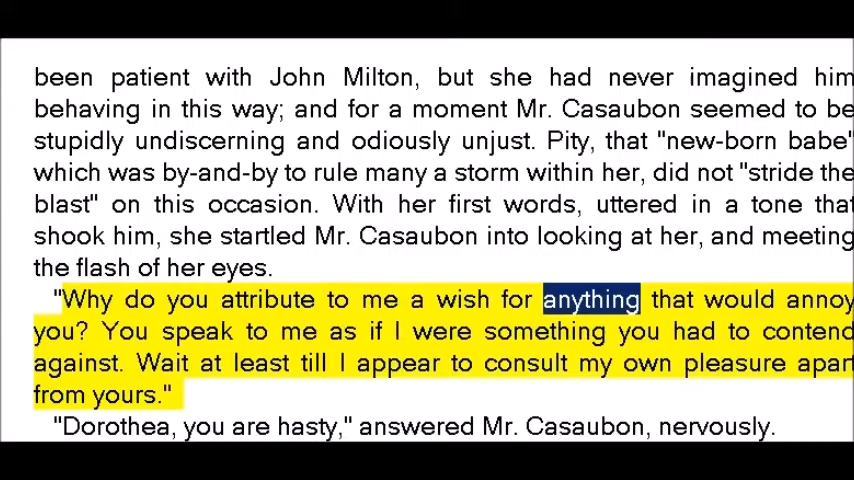 been patient with John Milton, but she had never imagined him
behaving in this way; and for a moment Mr. Casaubon seemed to be
stupidly undiscerning and odiously unjust. Pity, that "new-born babe"
which was by-and-by to rule many a storm within her, did not "stride the
blast" on this occasion. With her first words, uttered in a tone that
shook him, she startled Mr. Casaubon into looking at her, and meeting
the flash of her eyes.
"Why do you attribute to me a wish for anything that would annoy
you? You speak to me as if I were something you had to contend
against. Wait at least till I appear to consult my own pleasure apart
from yours."
"Dorothea, you are hasty," answered Mr. Casaubon, nervously.